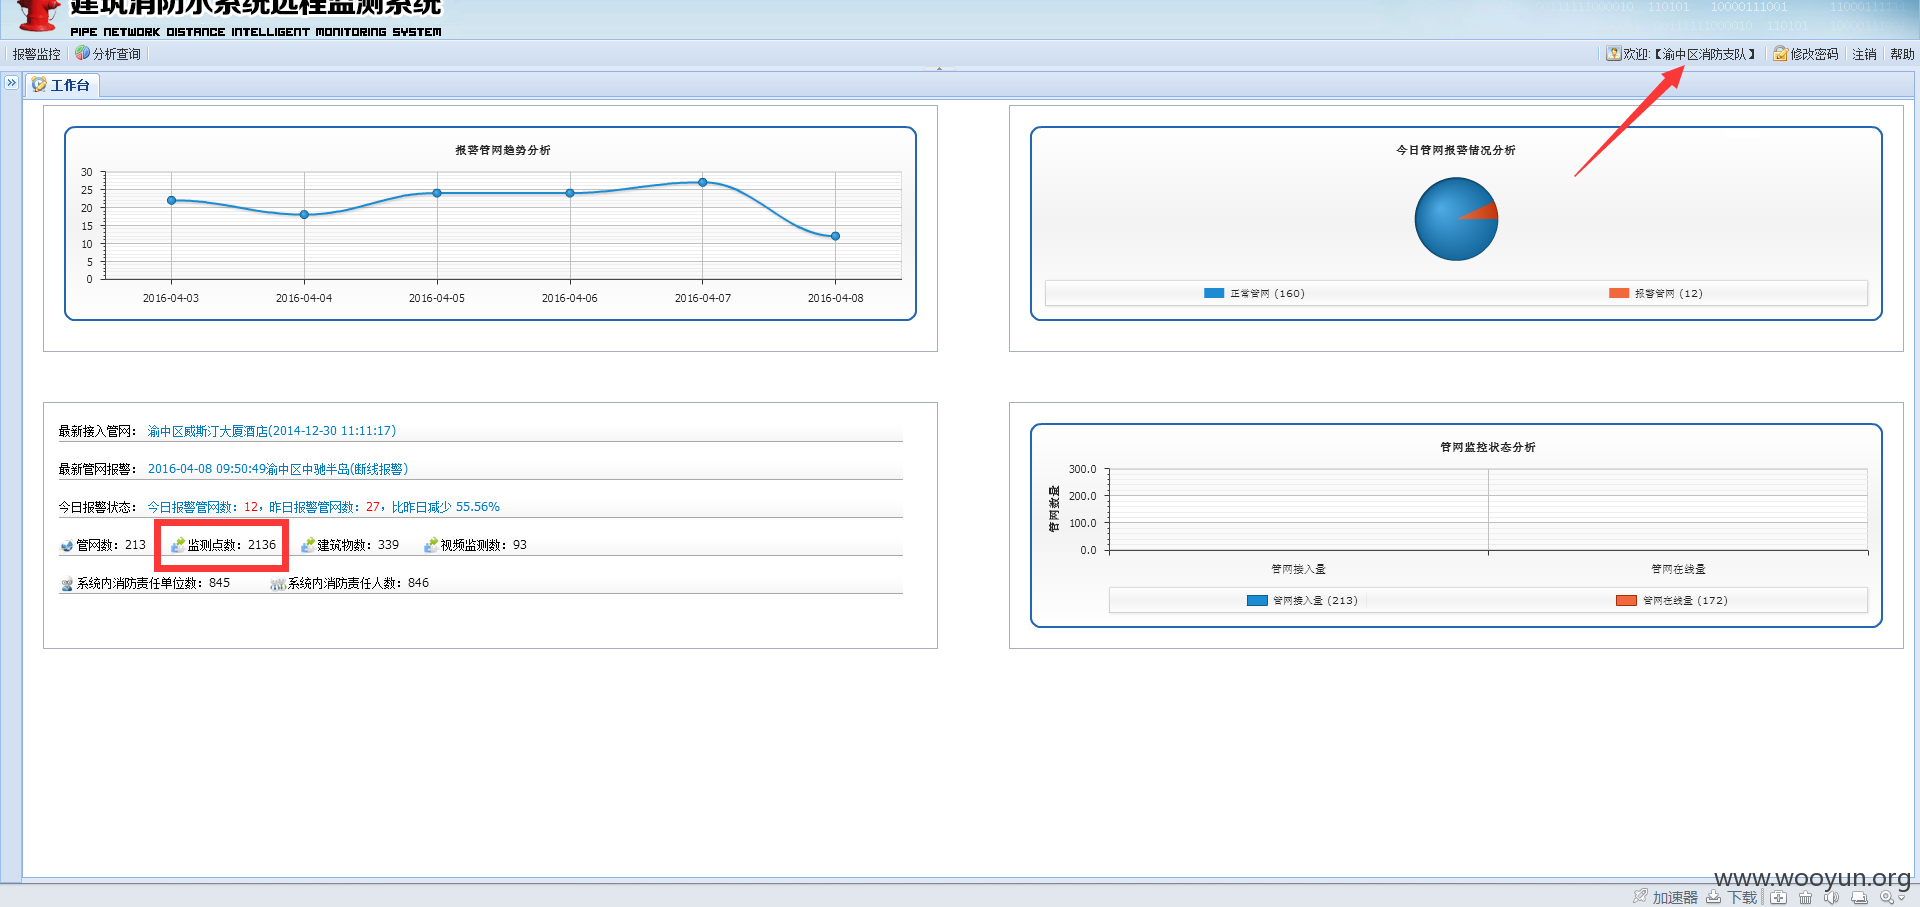 建筑消防水系统远程监测系统
PIPE NETWORK DISTANCE INTELLIGENT MONITORING SYSTEM
110101 10000111001
报警监控 分析查询 欢迎:【渝中区消防支队】 修改密码 注销 帮助
工作台
报警管网趋势分析
30
25
20
15
10
5
0
2016-04-03 2016-04-04 2016-04-05 2016-04-06 2016-04-07 2016-04-08
今日管网报警情况分析
正常管网 (160) 报警管网 (12)
最新接入管网： 渝中区威斯汀大厦酒店(2014-12-30 11:11:17)
最新管网报警： 2016-04-08 09:50:49渝中区中驰半岛(断线报警)
今日报警状态： 今日报警管网数：12，昨日报警管网数：27，比昨日减少 55.56%
管网数：213 监测点数：2136 建筑物数：339 视频监测数：93
系统内消防责任单位数：845 系统内消防责任人数：846
管网监控状态分析
管网数量
300.0
200.0
100.0
0.0
管网接入量 管网在线量
管网接入量 (213) 管网在线量 (172)
www.wooyun.org
加速器 下载